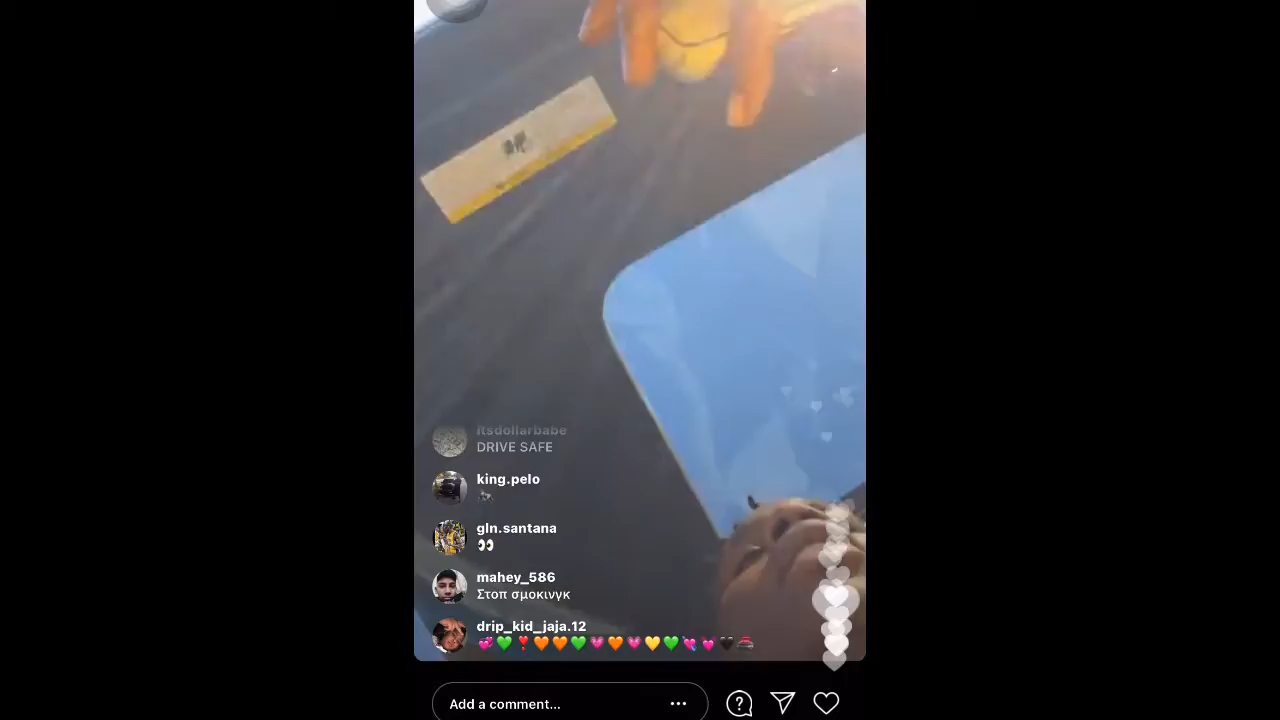 itsdollarbabe
DRIVE SAFE
king.pelo
gln.santana
👀
mahey_586
Στοπ σμοκινγκ
drip_kid_jaja.12
💞💚❣️🧡🧡💚💗🧡💗💛💚💘💓🖤
Add a comment...